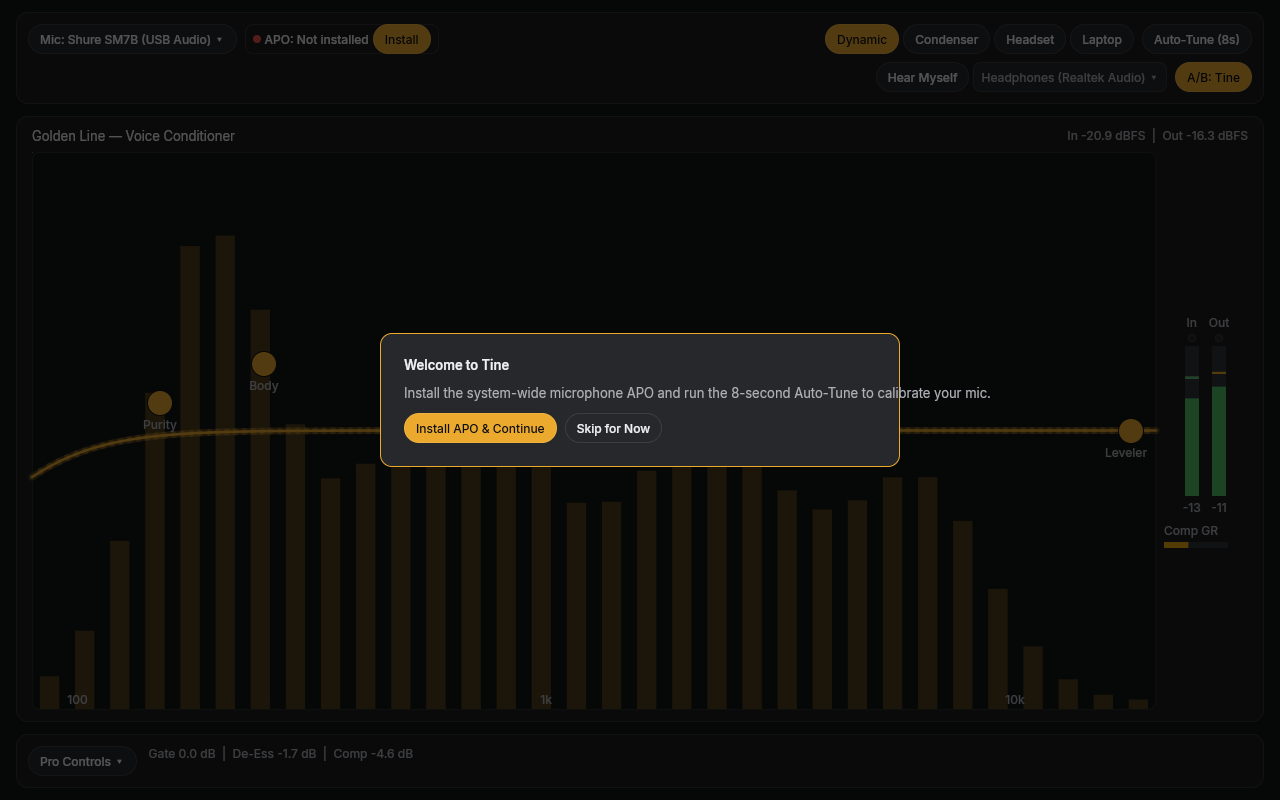 Mic: Shure SM7B (USB Audio) ▾
APO: Not installed
Install
Dynamic
Condenser
Headset
Laptop
Auto-Tune (8s)
Hear Myself
Headphones (Realtek Audio) ▾
A/B: Tine
Golden Line — Voice Conditioner
In -20.9 dBFS | Out -16.3 dBFS
Body
Purity
Welcome to Tine
Install the system-wide microphone APO and run the 8-second Auto-Tune to calibrate your mic.
Install APO & Continue
Skip for Now
Leveler
In Out
-13 -11
Comp GR
100 1k 10k
Pro Controls ▾
Gate 0.0 dB | De-Ess -1.7 dB | Comp -4.6 dB